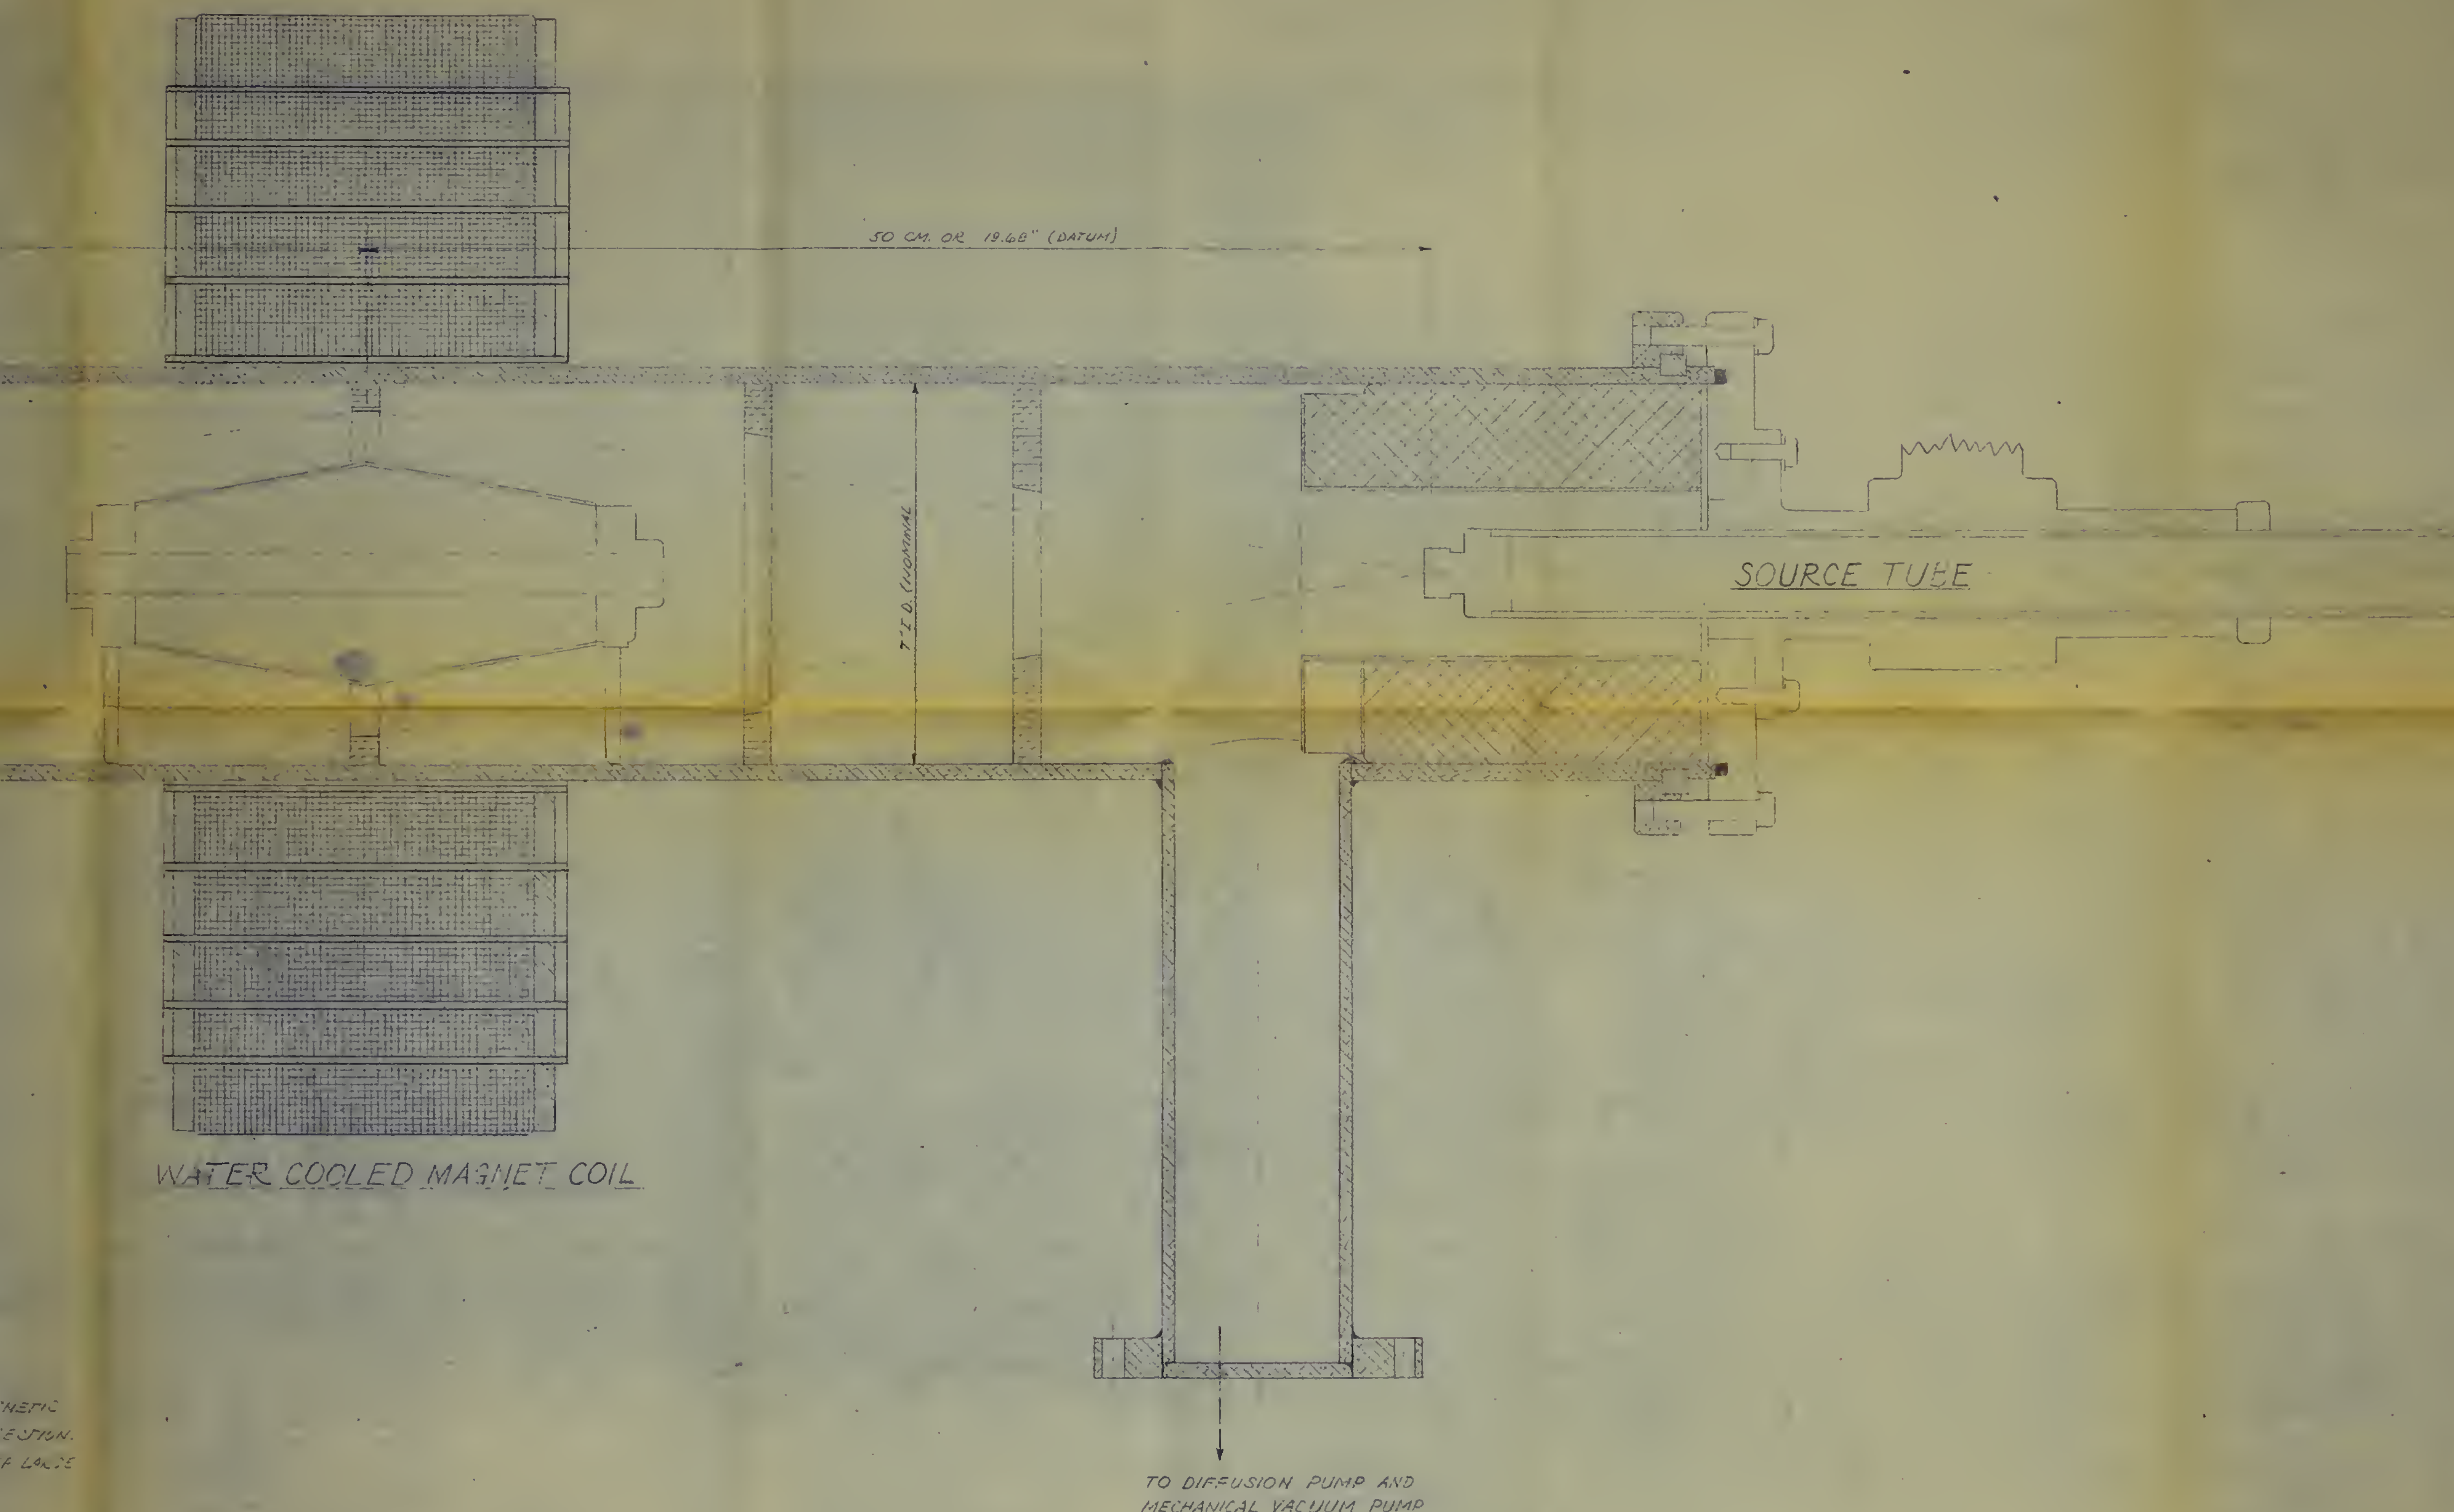 50 CM. OR 19.68" (DATUM)
7" I.D. (NOMINAL
SOURCE TUBE
WATER COOLED MAGNET COIL
TO DIFFUSION PUMP AND
MECHANICAL VACUUM PUMP